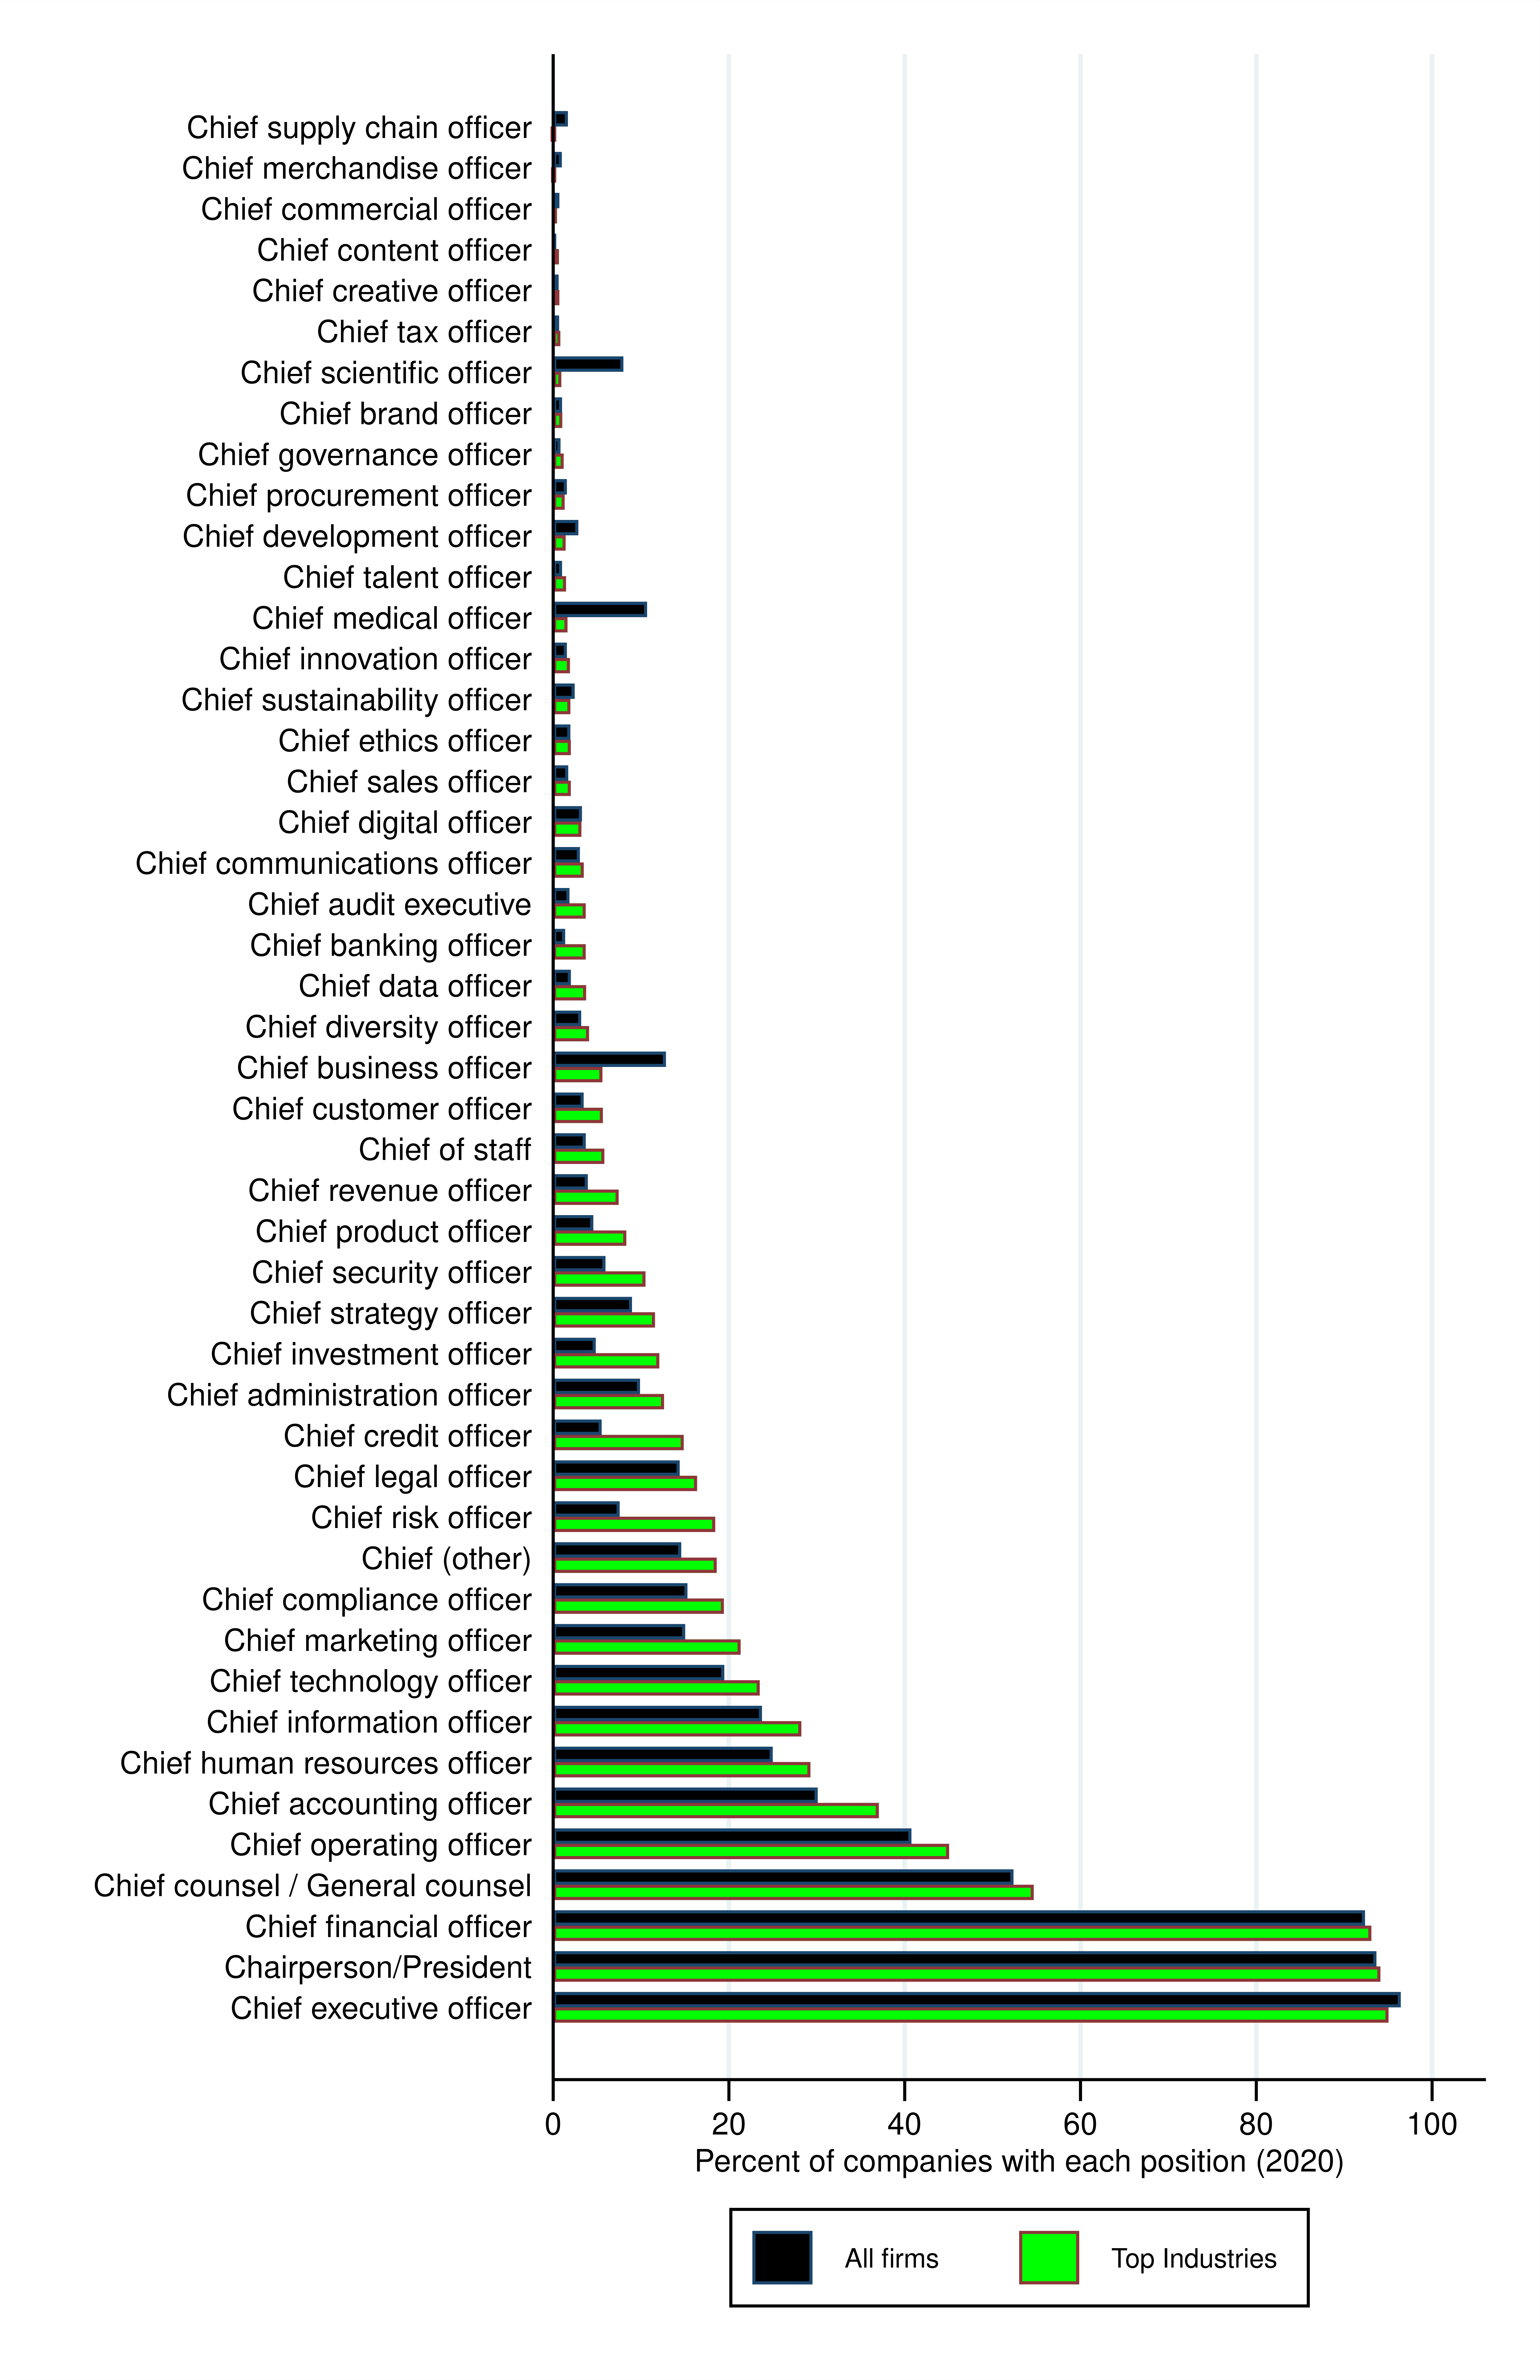 Chief supply chain officer
Chief merchandise officer
Chief commercial officer
Chief content officer
Chief creative officer
Chief tax officer
Chief scientific officer
Chief brand officer
Chief governance officer
Chief procurement officer
Chief development officer
Chief talent officer
Chief medical officer
Chief innovation officer
Chief sustainability officer
Chief ethics officer
Chief sales officer
Chief digital officer
Chief communications officer
Chief audit executive
Chief banking officer
Chief data officer
Chief diversity officer
Chief business officer
Chief customer officer
Chief of staff
Chief revenue officer
Chief product officer
Chief security officer
Chief strategy officer
Chief investment officer
Chief administration officer
Chief credit officer
Chief legal officer
Chief risk officer
Chief (other)
Chief compliance officer
Chief marketing officer
Chief technology officer
Chief information officer
Chief human resources officer
Chief accounting officer
Chief operating officer
Chief counsel / General counsel
Chief financial officer
Chairperson/President
Chief executive officer
0 20 40 60 80 100
Percent of companies with each position (2020)
All firms Top Industries